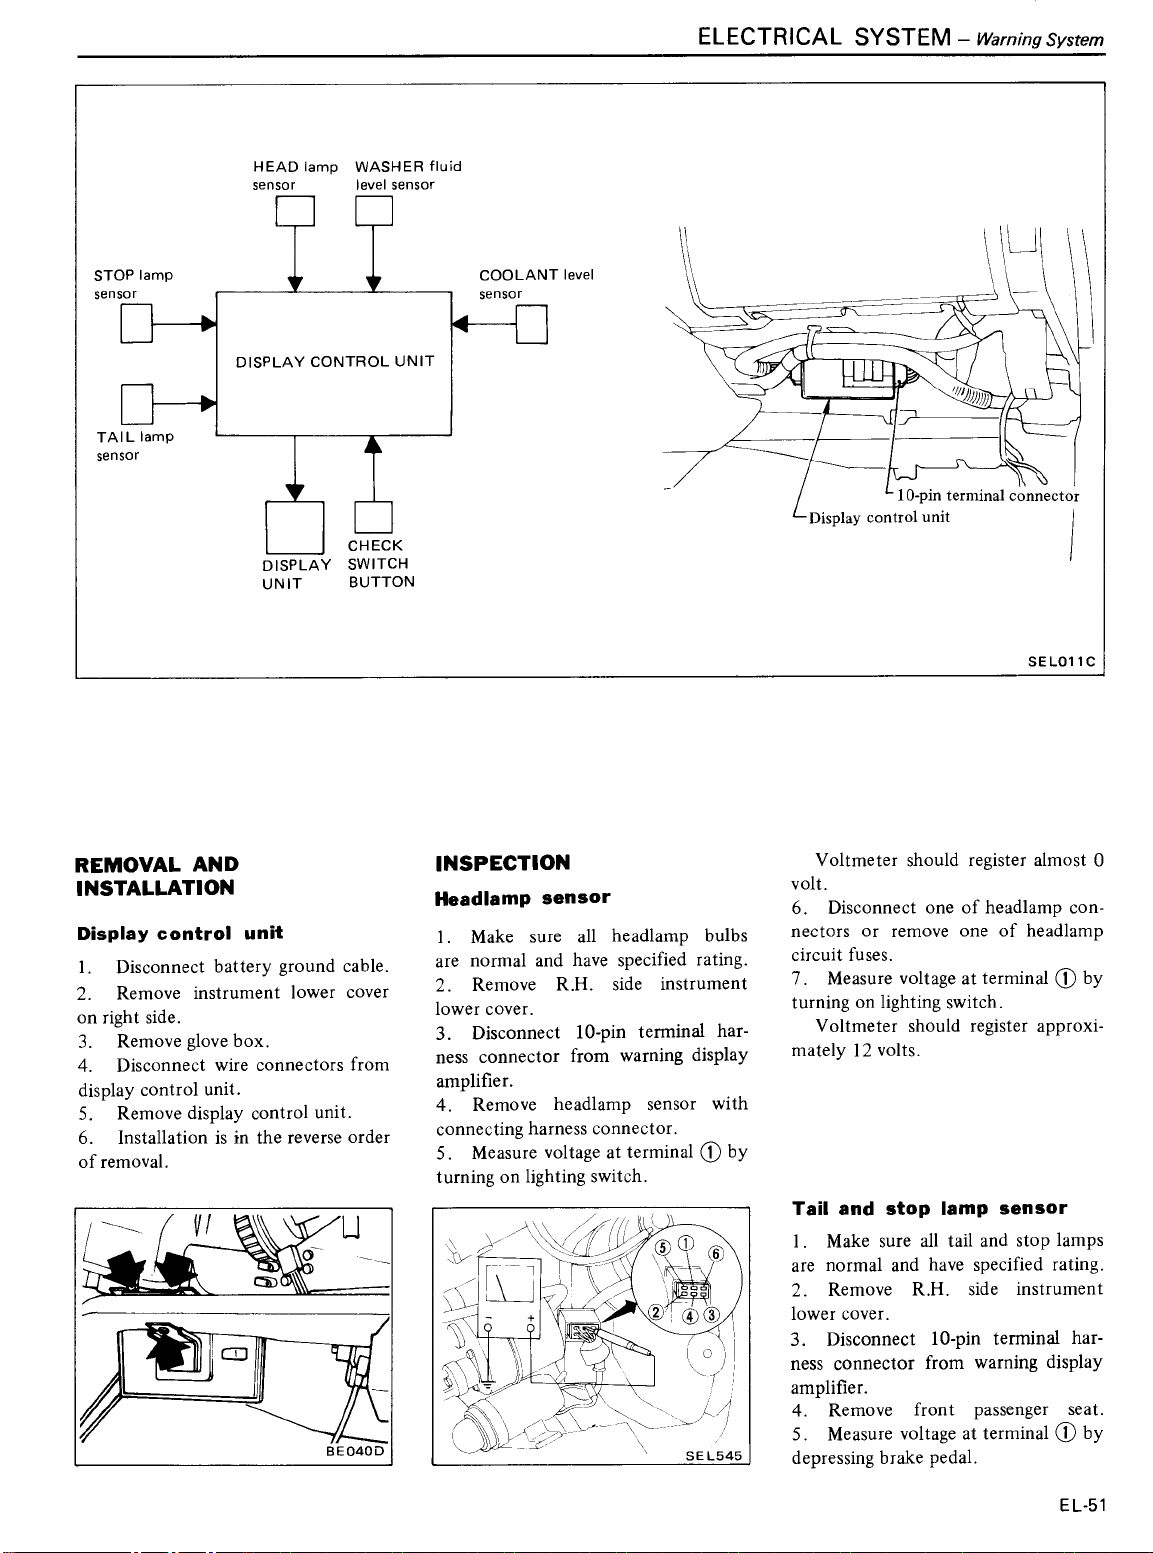 ELECTRICAL SYSTEM – Warning System
HEAD lamp
sensor
WASHER fluid
level sensor
STOP lamp
sensor
COOLANT level
sensor
DISPLAY CONTROL UNIT
TAIL lamp
sensor
DISPLAY
UNIT
CHECK
SWITCH
BUTTON
10-pin terminal connector
Display control unit
SEL011C
REMOVAL AND
INSTALLATION
Display control unit
1. Disconnect battery ground cable.
2. Remove instrument lower cover
on right side.
3. Remove glove box.
4. Disconnect wire connectors from
display control unit.
5. Remove display control unit.
6. Installation is in the reverse order
of removal.
BE040D
INSPECTION
Headlamp sensor
1. Make sure all headlamp bulbs
are normal and have specified rating.
2. Remove R.H. side instrument
lower cover.
3. Disconnect 10-pin terminal har-
ness connector from warning display
amplifier.
4. Remove headlamp sensor with
connecting harness connector.
5. Measure voltage at terminal ① by
turning on lighting switch.
⑤ ① ⑥
② ④ ③
- +
SEL545
Voltmeter should register almost 0
volt.
6. Disconnect one of headlamp con-
nectors or remove one of headlamp
circuit fuses.
7. Measure voltage at terminal ① by
turning on lighting switch.
Voltmeter should register approxi-
mately 12 volts.
Tail and stop lamp sensor
1. Make sure all tail and stop lamps
are normal and have specified rating.
2. Remove R.H. side instrument
lower cover.
3. Disconnect 10-pin terminal har-
ness connector from warning display
amplifier.
4. Remove front passenger seat.
5. Measure voltage at terminal ① by
depressing brake pedal.
EL-51